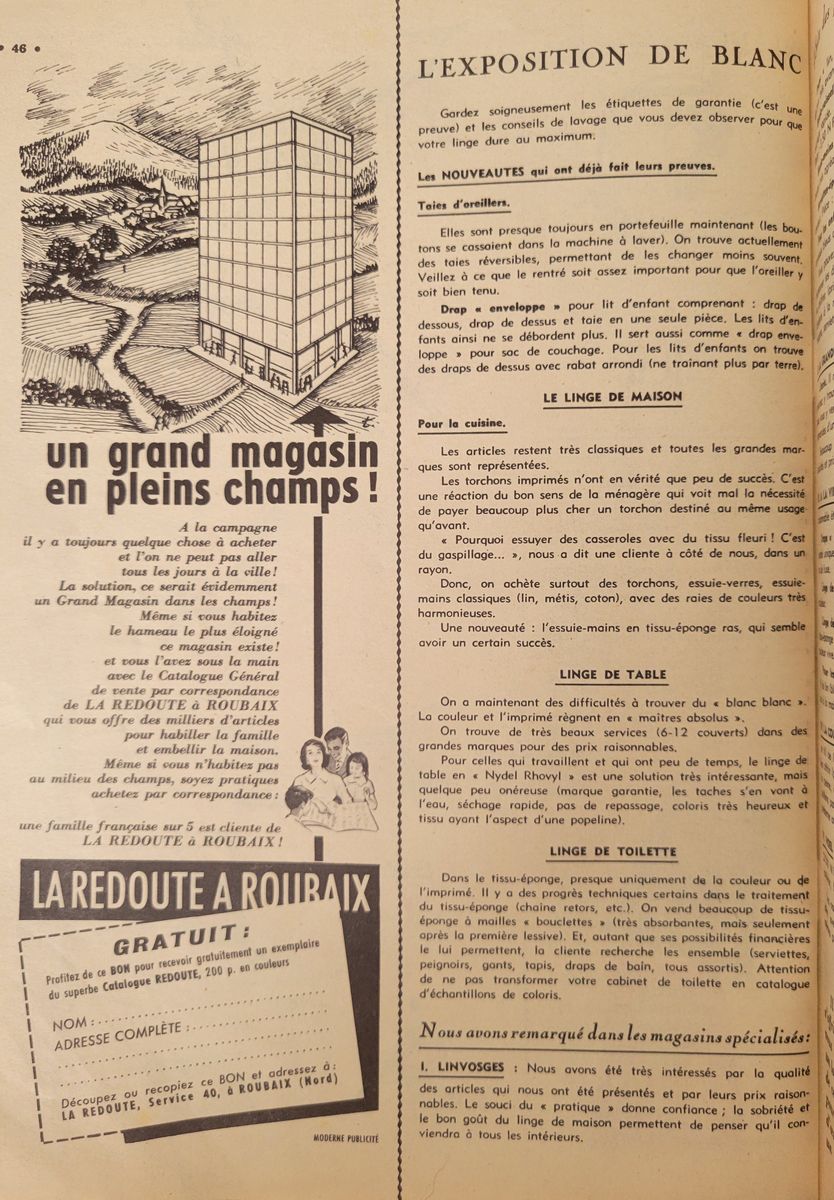 • 46 •
un grand magasin
en pleins champs !
A la campagne
il y a toujours quelque chose à acheter
et l'on ne peut pas aller
tous les jours à la ville !
La solution, ce serait évidemment
un Grand Magasin dans les champs !
Même si vous habitez
le hameau le plus éloigné
ce magasin existe !
et vous l'avez sous la main
avec le Catalogue Général
de vente par correspondance
de LA REDOUTE à ROUBAIX
qui vous offre des milliers d'articles
pour habiller la famille
et embellir la maison.
Même si vous n'habitez pas
au milieu des champs, soyez pratiques
achetez par correspondance :
une famille française sur 5 est cliente de
LA REDOUTE à ROUBAIX !
LA REDOUTE A ROUBAIX
GRATUIT :
Profitez de ce BON pour recevoir gratuitement un exemplaire
du superbe Catalogue REDOUTE, 200 p. en couleurs
NOM :
ADRESSE COMPLÈTE :
Découpez ou recopiez ce BON et adressez à :
LA REDOUTE, Service 40, à ROUBAIX (Nord)
MODERNE PUBLICITÉ
L'EXPOSITION DE BLANC
Gardez soigneusement les étiquettes de garantie (c'est une
preuve) et les conseils de lavage que vous devez observer pour que
votre linge dure au maximum.
Les NOUVEAUTES qui ont déjà fait leurs preuves.
Taies d'oreillers.
Elles sont presque toujours en portefeuille maintenant (les bou-
tons se cassaient dans la machine à laver). On trouve actuellement
des taies réversibles, permettant de les changer moins souvent.
Veillez à ce que le rentré soit assez important pour que l'oreiller y
soit bien tenu.
Drap « enveloppe » pour lit d'enfant comprenant : drap de
dessous, drap de dessus et taie en une seule pièce. Les lits d'en-
fants ainsi ne se débordent plus. Il sert aussi comme « drap enve-
loppe » pour sac de couchage. Pour les lits d'enfants on trouve
des draps de dessus avec rabat arrondi (ne traînant plus par terre).
LE LINGE DE MAISON
Pour la cuisine.
Les articles restent très classiques et toutes les grandes mar-
ques sont représentées.
Les torchons imprimés n'ont en vérité que peu de succès. C'est
une réaction du bon sens de la ménagère qui voit mal la nécessité
de payer beaucoup plus cher un torchon destiné au même usage
qu'avant.
« Pourquoi essuyer des casseroles avec du tissu fleuri ! C'est
du gaspillage... », nous a dit une cliente à côté de nous, dans un
rayon.
Donc, on achète surtout des torchons, essuie-verres, essuie-
mains classiques (lin, métis, coton), avec des raies de couleurs très
harmonieuses.
Une nouveauté : l'essuie-mains en tissu-éponge ras, qui semble
avoir un certain succès.
LINGE DE TABLE
On a maintenant des difficultés à trouver du « blanc blanc ».
La couleur et l'imprimé règnent en « maîtres absolus ».
On trouve de très beaux services (6-12 couverts) dans des
grandes marques pour des prix raisonnables.
Pour celles qui travaillent et qui ont peu de temps, le linge de
table en « Nydel Rhovyl » est une solution très intéressante, mais
quelque peu onéreuse (marque garantie, les taches s'en vont à
l'eau, séchage rapide, pas de repassage, coloris très heureux et
tissu ayant l'aspect d'une popeline).
LINGE DE TOILETTE
Dans le tissu-éponge, presque uniquement de la couleur ou de
l'imprimé. Il y a des progrès techniques certains dans le traitement
du tissu-éponge (chaine retors, etc.). On vend beaucoup de tissu-
éponge à mailles « bouclettes » (très absorbantes, mais seulement
après la première lessive). Et, autant que ses possibilités financières
le lui permettent, la cliente recherche les ensemble (serviettes,
peignoirs, gants, tapis, draps de bain, tous assortis). Attention
de ne pas transformer votre cabinet de toilette en catalogue
d'échantillons de coloris.
Nous avons remarqué dans les magasins spécialisés :
I. LINVOSGES : Nous avons été très intéressés par la qualité
des articles qui nous ont été présentés et par leurs prix raison-
nables. Le souci du « pratique » donne confiance ; la sobriété et
le bon goût du linge de maison permettent de penser qu'il con-
viendra à tous les intérieurs.